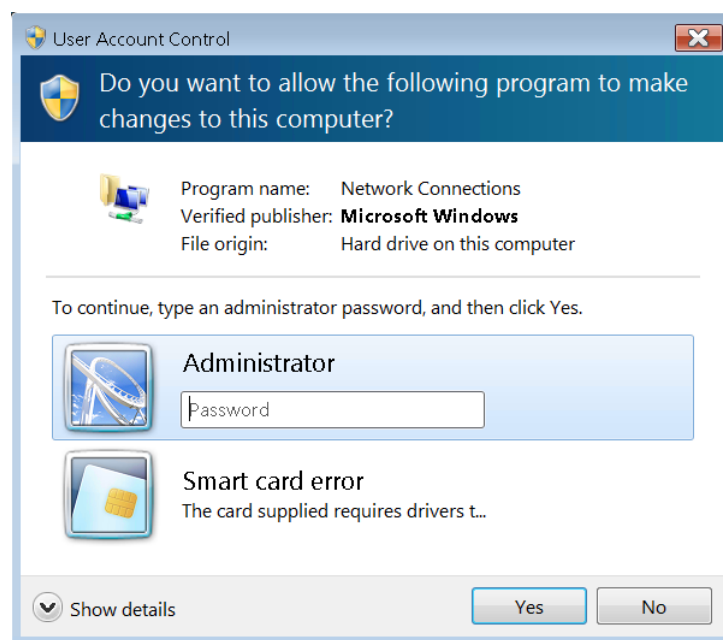 User Account Control
Do you want to allow the following program to make
changes to this computer?
Program name: Network Connections
Verified publisher: Microsoft Windows
File origin: Hard drive on this computer
To continue, type an administrator password, and then click Yes.
Administrator
Password
Smart card error
The card supplied requires drivers t...
Show details
Yes
No